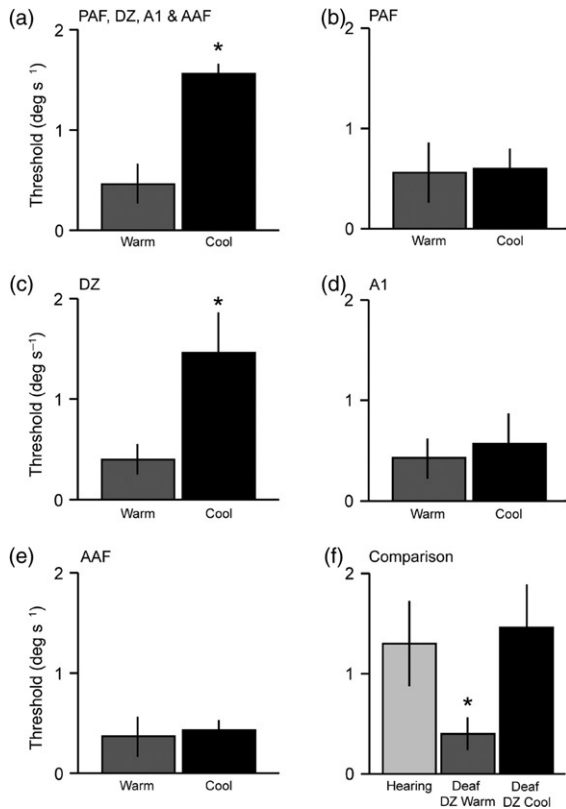 (a) PAF, DZ, A1 & AAF
*
2
1
0
Threshold (deg s⁻¹)
Warm Cool
(b) PAF
2
1
0
Warm Cool
(c) DZ
*
2
1
0
Threshold (deg s⁻¹)
Warm Cool
(d) A1
2
1
0
Warm Cool
(e) AAF
2
1
0
Threshold (deg s⁻¹)
Warm Cool
(f) Comparison
2
1
0
*
Hearing Deaf Deaf
DZ Warm DZ Cool